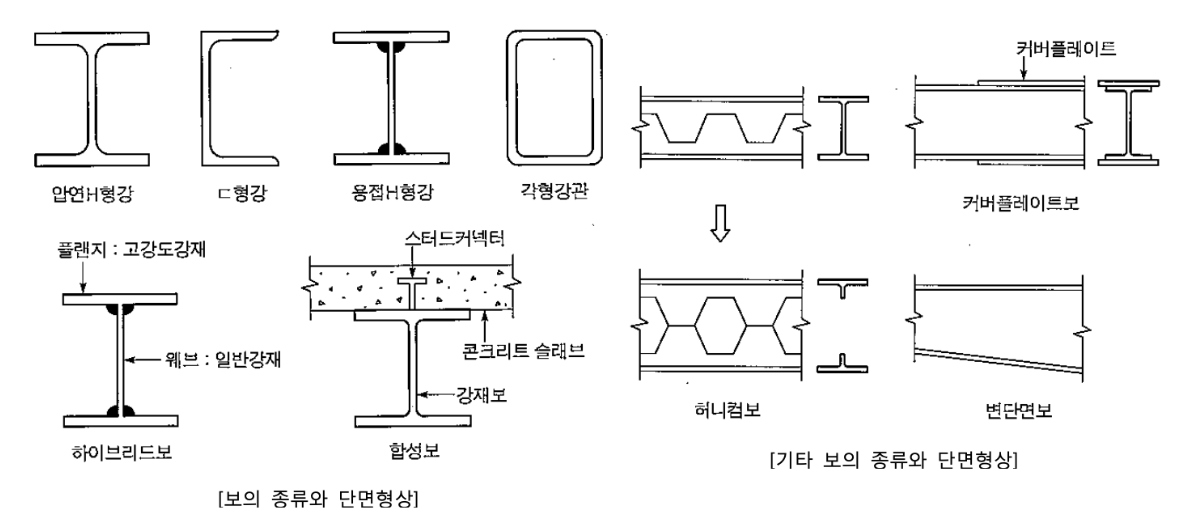 압연H형강
ㄷ형강
용접H형강
각형강관
플랜지 : 고강도강재
웨브 : 일반강재
하이브리드보
스터드커넥터
콘크리트 슬래브
강재보
합성보
[보의 종류와 단면형상]
커버플레이트
커버플레이트보
허니컴보
변단면보
[기타 보의 종류와 단면형상]